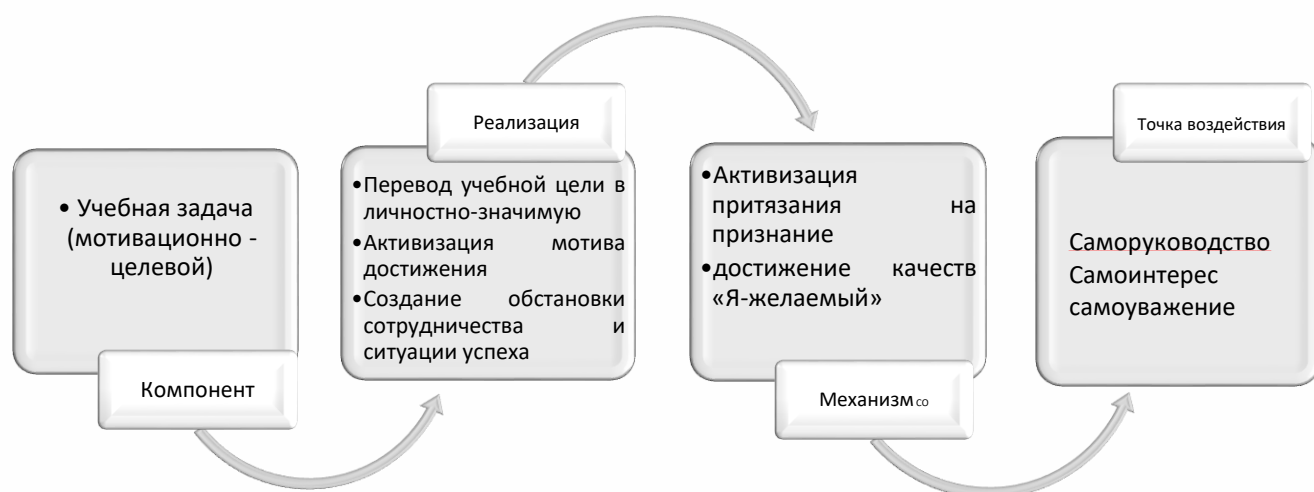 • Учебная задача
(мотивационно -
целевой)
Компонент
Реализация
•Перевод учебной цели в
личностно-значимую
•Активизация мотива
достижения
•Создание обстановки
сотрудничества и
ситуации успеха
•Активизация
притязания на
признание
•достижение качеств
«Я-желаемый»
Механизм со
Точка воздействия
Саморуководство
Самоинтерес
самоуважение